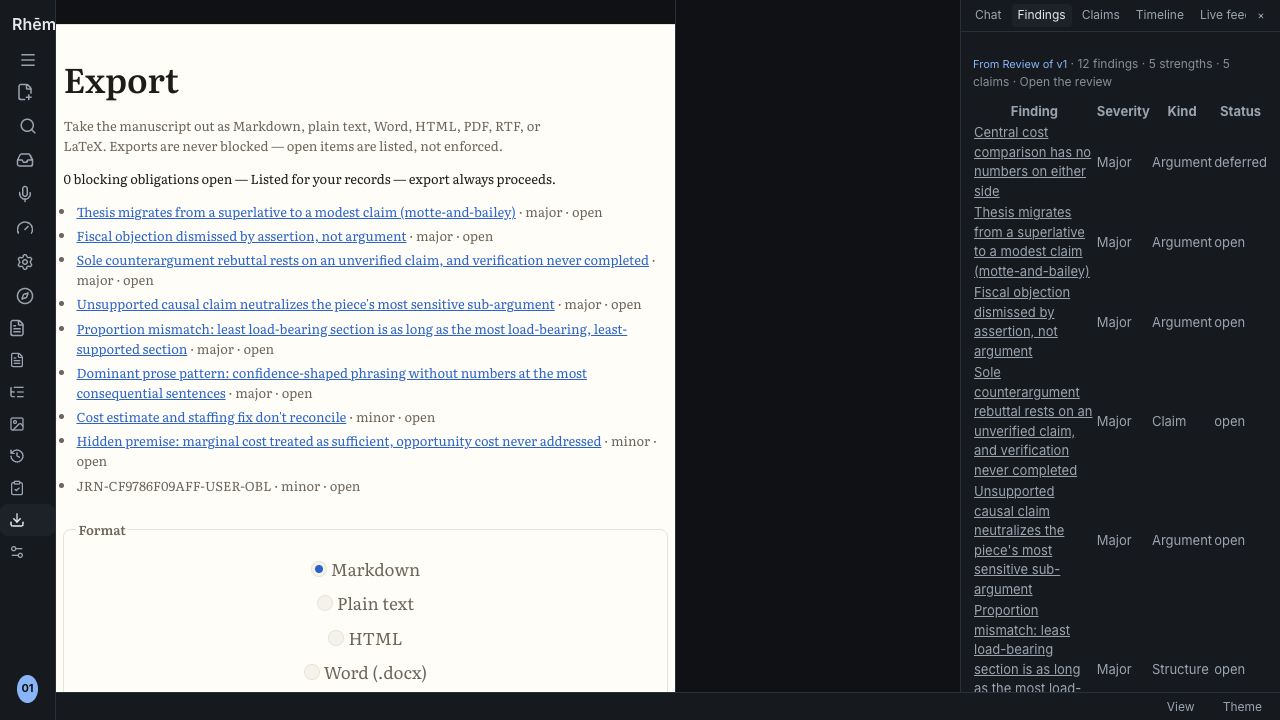 Rhēm
Export
Take the manuscript out as Markdown, plain text, Word, HTML, PDF, RTF, or
LaTeX. Exports are never blocked — open items are listed, not enforced.
0 blocking obligations open — Listed for your records — export always proceeds.
Thesis migrates from a superlative to a modest claim (motte-and-bailey) · major · open
Fiscal objection dismissed by assertion, not argument · major · open
Sole counterargument rebuttal rests on an unverified claim, and verification never completed ·
major · open
Unsupported causal claim neutralizes the piece's most sensitive sub-argument · major · open
Proportion mismatch: least load-bearing section is as long as the most load-bearing, least-
supported section · major · open
Dominant prose pattern: confidence-shaped phrasing without numbers at the most
consequential sentences · major · open
Cost estimate and staffing fix don't reconcile · minor · open
Hidden premise: marginal cost treated as sufficient, opportunity cost never addressed · minor ·
open
JRN-CF9786F09AFF-USER-OBL · minor · open
Format
Markdown
Plain text
HTML
Word (.docx)
01
Chat Findings Claims Timeline Live fee ×
From Review of v1 · 12 findings · 5 strengths · 5
claims · Open the review
Finding Severity Kind Status
Central cost
comparison has no
numbers on either
side
Major Argument deferred
Thesis migrates
from a superlative
to a modest claim
(motte-and-bailey)
Major Argument open
Fiscal objection
dismissed by
assertion, not
argument
Major Argument open
Sole
counterargument
rebuttal rests on an
unverified claim,
and verification
never completed
Major Claim open
Unsupported
causal claim
neutralizes the
piece's most
sensitive sub-
argument
Major Argument open
Proportion
mismatch: least
load-bearing
section is as long
as the most load-
Major Structure open
View Theme